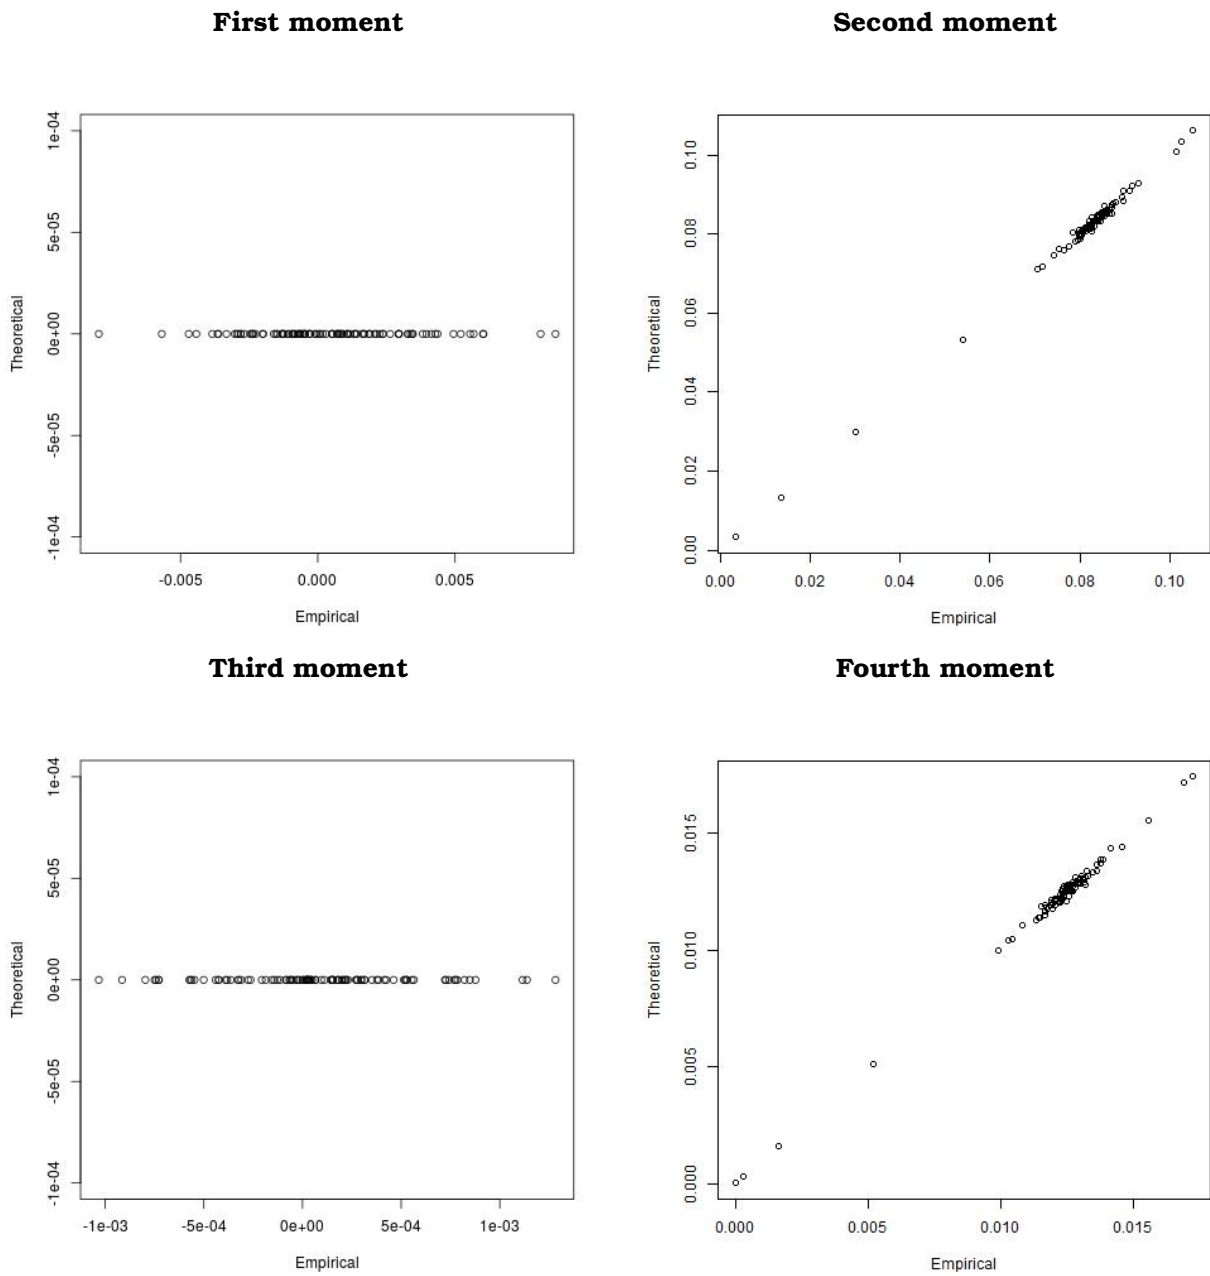 First moment
Second moment
1e-04
5e-05
0e+00
-5e-05
-1e-04
Theoretical
-0.005 0.000 0.005
Empirical
0.10
0.08
0.06
0.04
0.02
0.00
Theoretical
0.00 0.02 0.04 0.06 0.08 0.10
Empirical
Third moment
Fourth moment
1e-04
5e-05
0e+00
-5e-05
-1e-04
Theoretical
-1e-03 -5e-04 0e+00 5e-04 1e-03
Empirical
0.015
0.010
0.005
0.000
Theoretical
0.000 0.005 0.010 0.015
Empirical